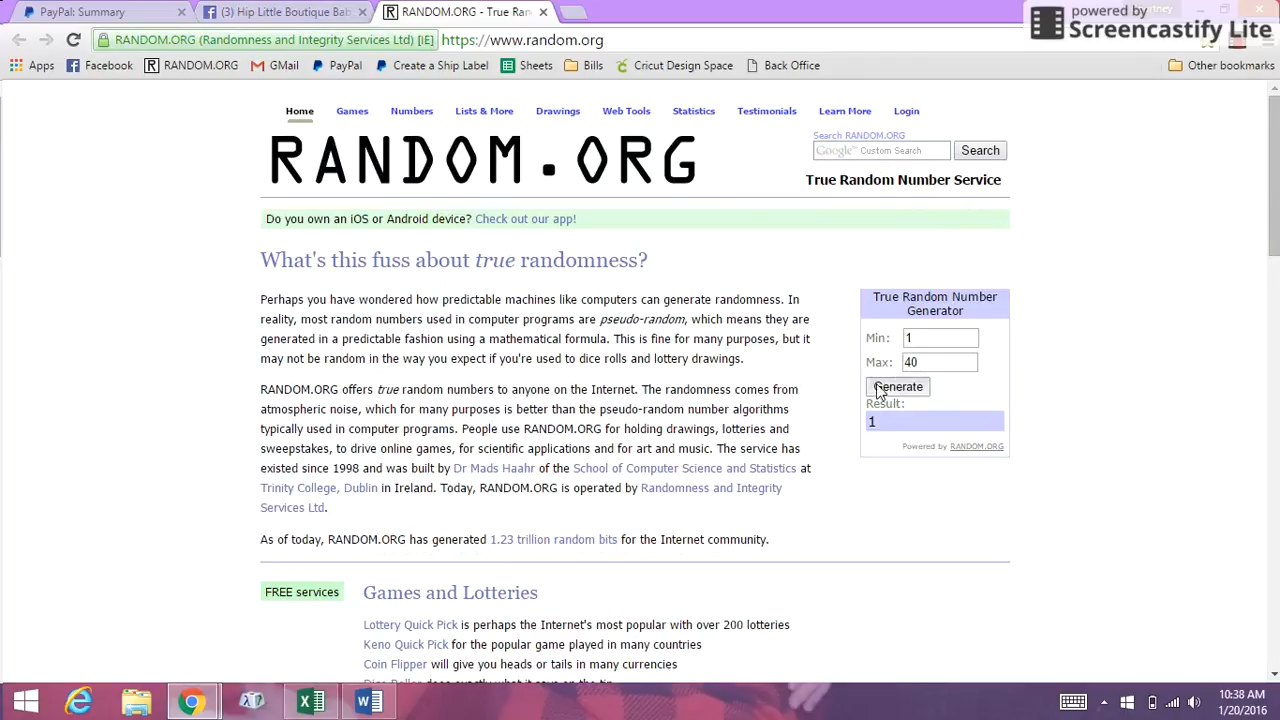 PayPal: Summary
(3) Hip Little Boutique Bab
RANDOM.ORG - True Ran
powered by
Screencastify Lite
RANDOM.ORG (Randomness and Integrity Services Ltd) [IE] https://www.random.org
Apps Facebook RANDOM.ORG GMail PayPal Create a Ship Label Sheets Bills Cricut Design Space Back Office Other bookmarks
Home Games Numbers Lists & More Drawings Web Tools Statistics Testimonials Learn More Login
RANDOM.ORG
Search RANDOM.ORG
Google™ Custom Search Search
True Random Number Service
Do you own an iOS or Android device? Check out our app!
What's this fuss about true randomness?
Perhaps you have wondered how predictable machines like computers can generate randomness. In
reality, most random numbers used in computer programs are pseudo-random, which means they are
generated in a predictable fashion using a mathematical formula. This is fine for many purposes, but it
may not be random in the way you expect if you're used to dice rolls and lottery drawings.
RANDOM.ORG offers true random numbers to anyone on the Internet. The randomness comes from
atmospheric noise, which for many purposes is better than the pseudo-random number algorithms
typically used in computer programs. People use RANDOM.ORG for holding drawings, lotteries and
sweepstakes, to drive online games, for scientific applications and for art and music. The service has
existed since 1998 and was built by Dr Mads Haahr of the School of Computer Science and Statistics at
Trinity College, Dublin in Ireland. Today, RANDOM.ORG is operated by Randomness and Integrity
Services Ltd.
As of today, RANDOM.ORG has generated 1.23 trillion random bits for the Internet community.
True Random Number
Generator
Min: 1
Max: 40
Generate
Result:
1
Powered by RANDOM.ORG
FREE services
Games and Lotteries
Lottery Quick Pick is perhaps the Internet's most popular with over 200 lotteries
Keno Quick Pick for the popular game played in many countries
Coin Flipper will give you heads or tails in many currencies
10:38 AM
1/20/2016